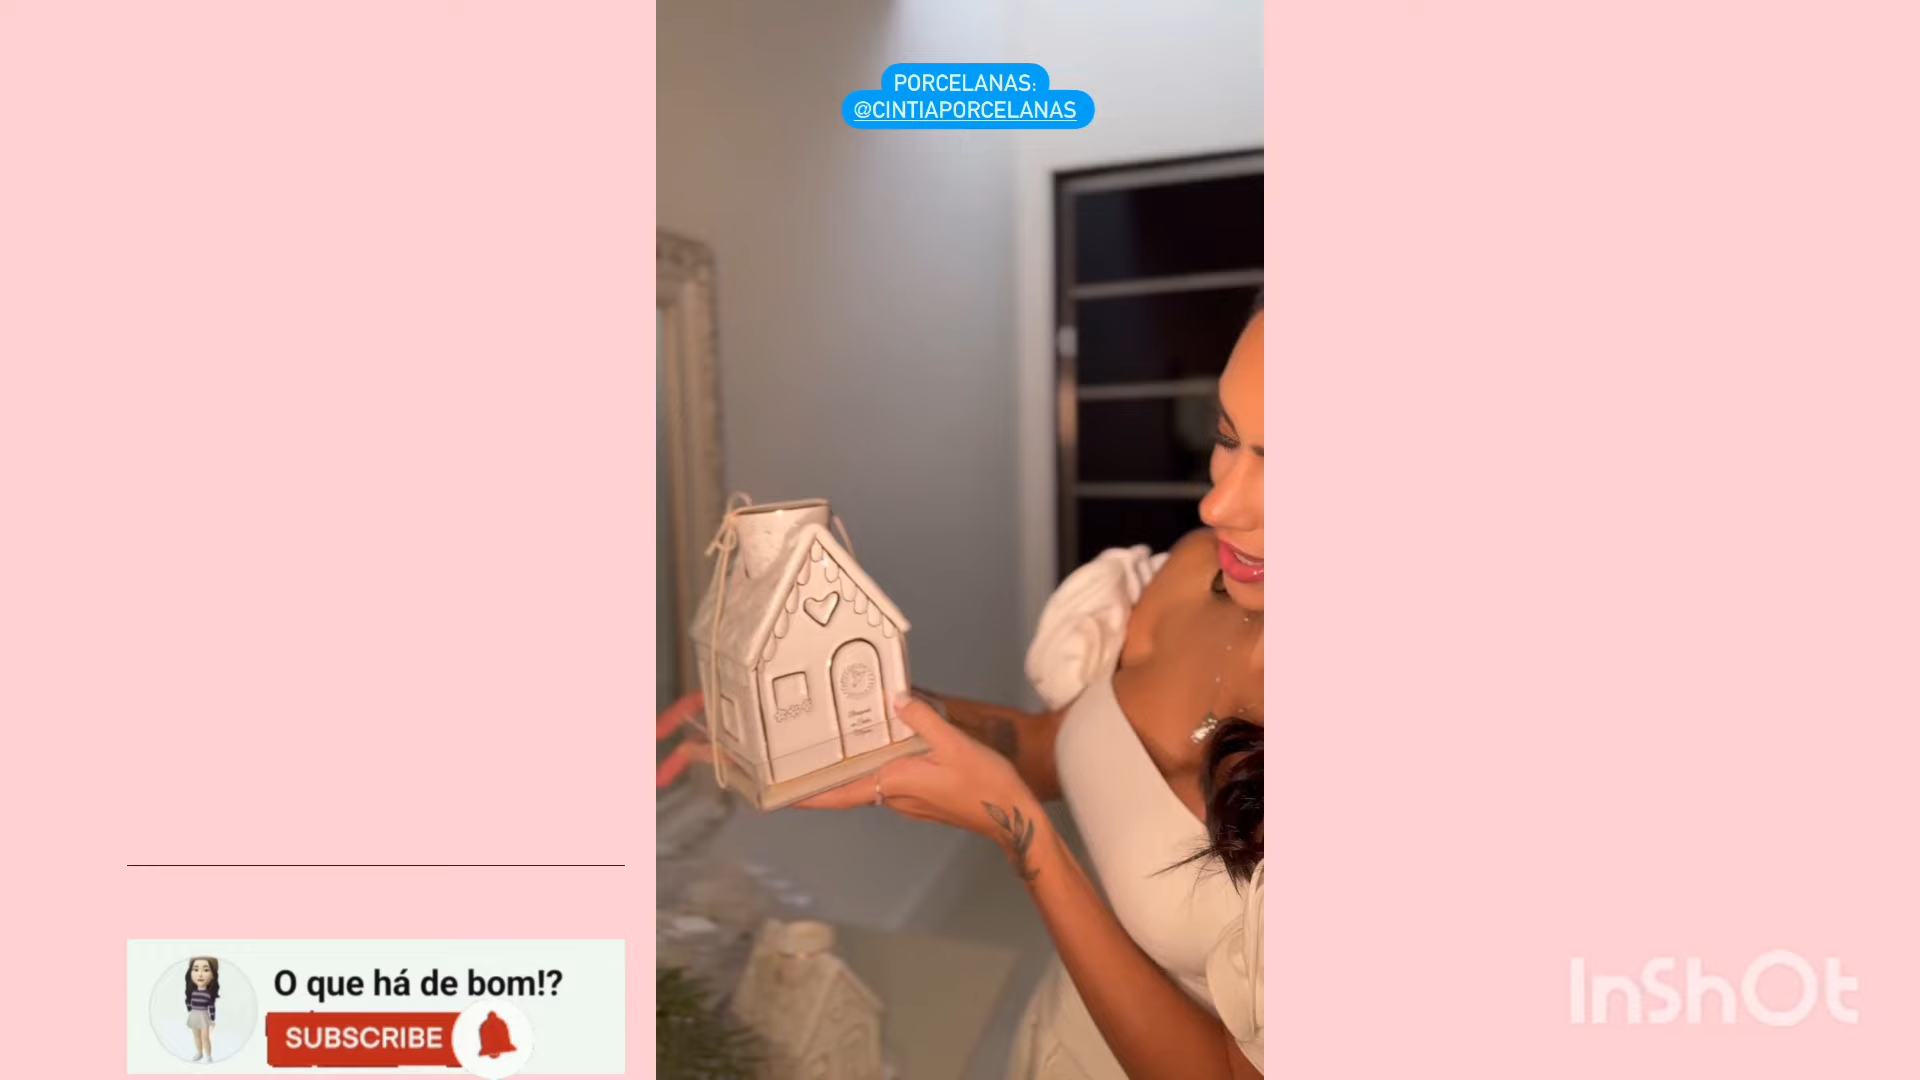 PORCELANAS:
@CINTIAPORCELANAS
O que há de bom!?
SUBSCRIBE
InShOt